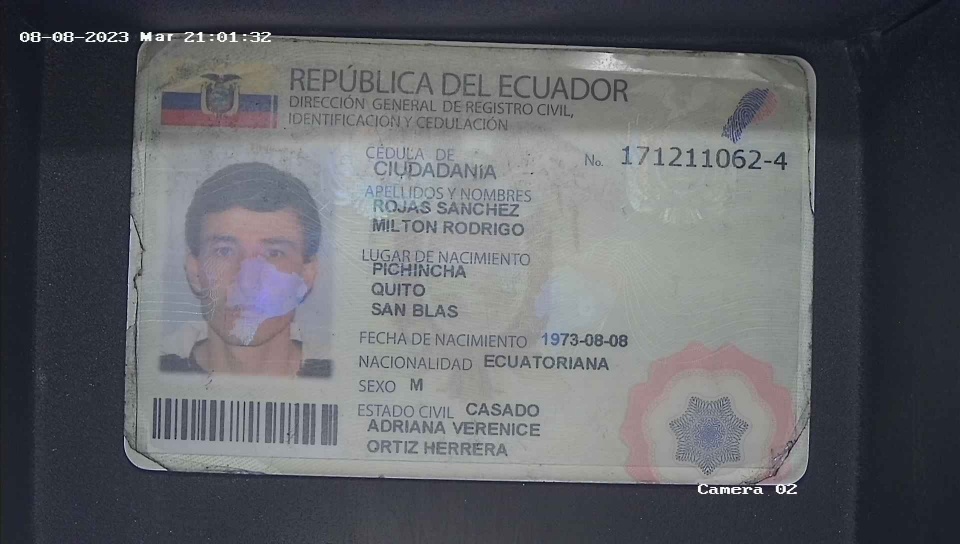 08-08-2023 Mar 21:01:32
REPÚBLICA DEL ECUADOR
DIRECCIÓN GENERAL DE REGISTRO CIVIL,
IDENTIFICACIÓN Y CEDULACIÓN
CÉDULA DE
CIUDADANÍA
No. 171211062-4
APELLIDOS Y NOMBRES
ROJAS SANCHEZ
MILTON RODRIGO
LUGAR DE NACIMIENTO
PICHINCHA
QUITO
SAN BLAS
FECHA DE NACIMIENTO 1973-08-08
NACIONALIDAD ECUATORIANA
SEXO M
ESTADO CIVIL CASADO
ADRIANA VERENICE
ORTIZ HERRERA
Camera 02